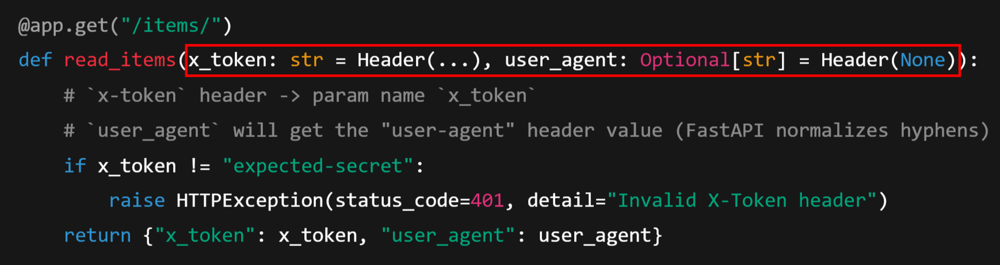 @app.get("/items/")
def read_items(x_token: str = Header(...), user_agent: Optional[str] = Header(None)):
# `x-token` header -> param name `x_token`
# `user_agent` will get the "user-agent" header value (FastAPI normalizes hyphens)
if x_token != "expected-secret":
raise HTTPException(status_code=401, detail="Invalid X-Token header")
return {"x_token": x_token, "user_agent": user_agent}